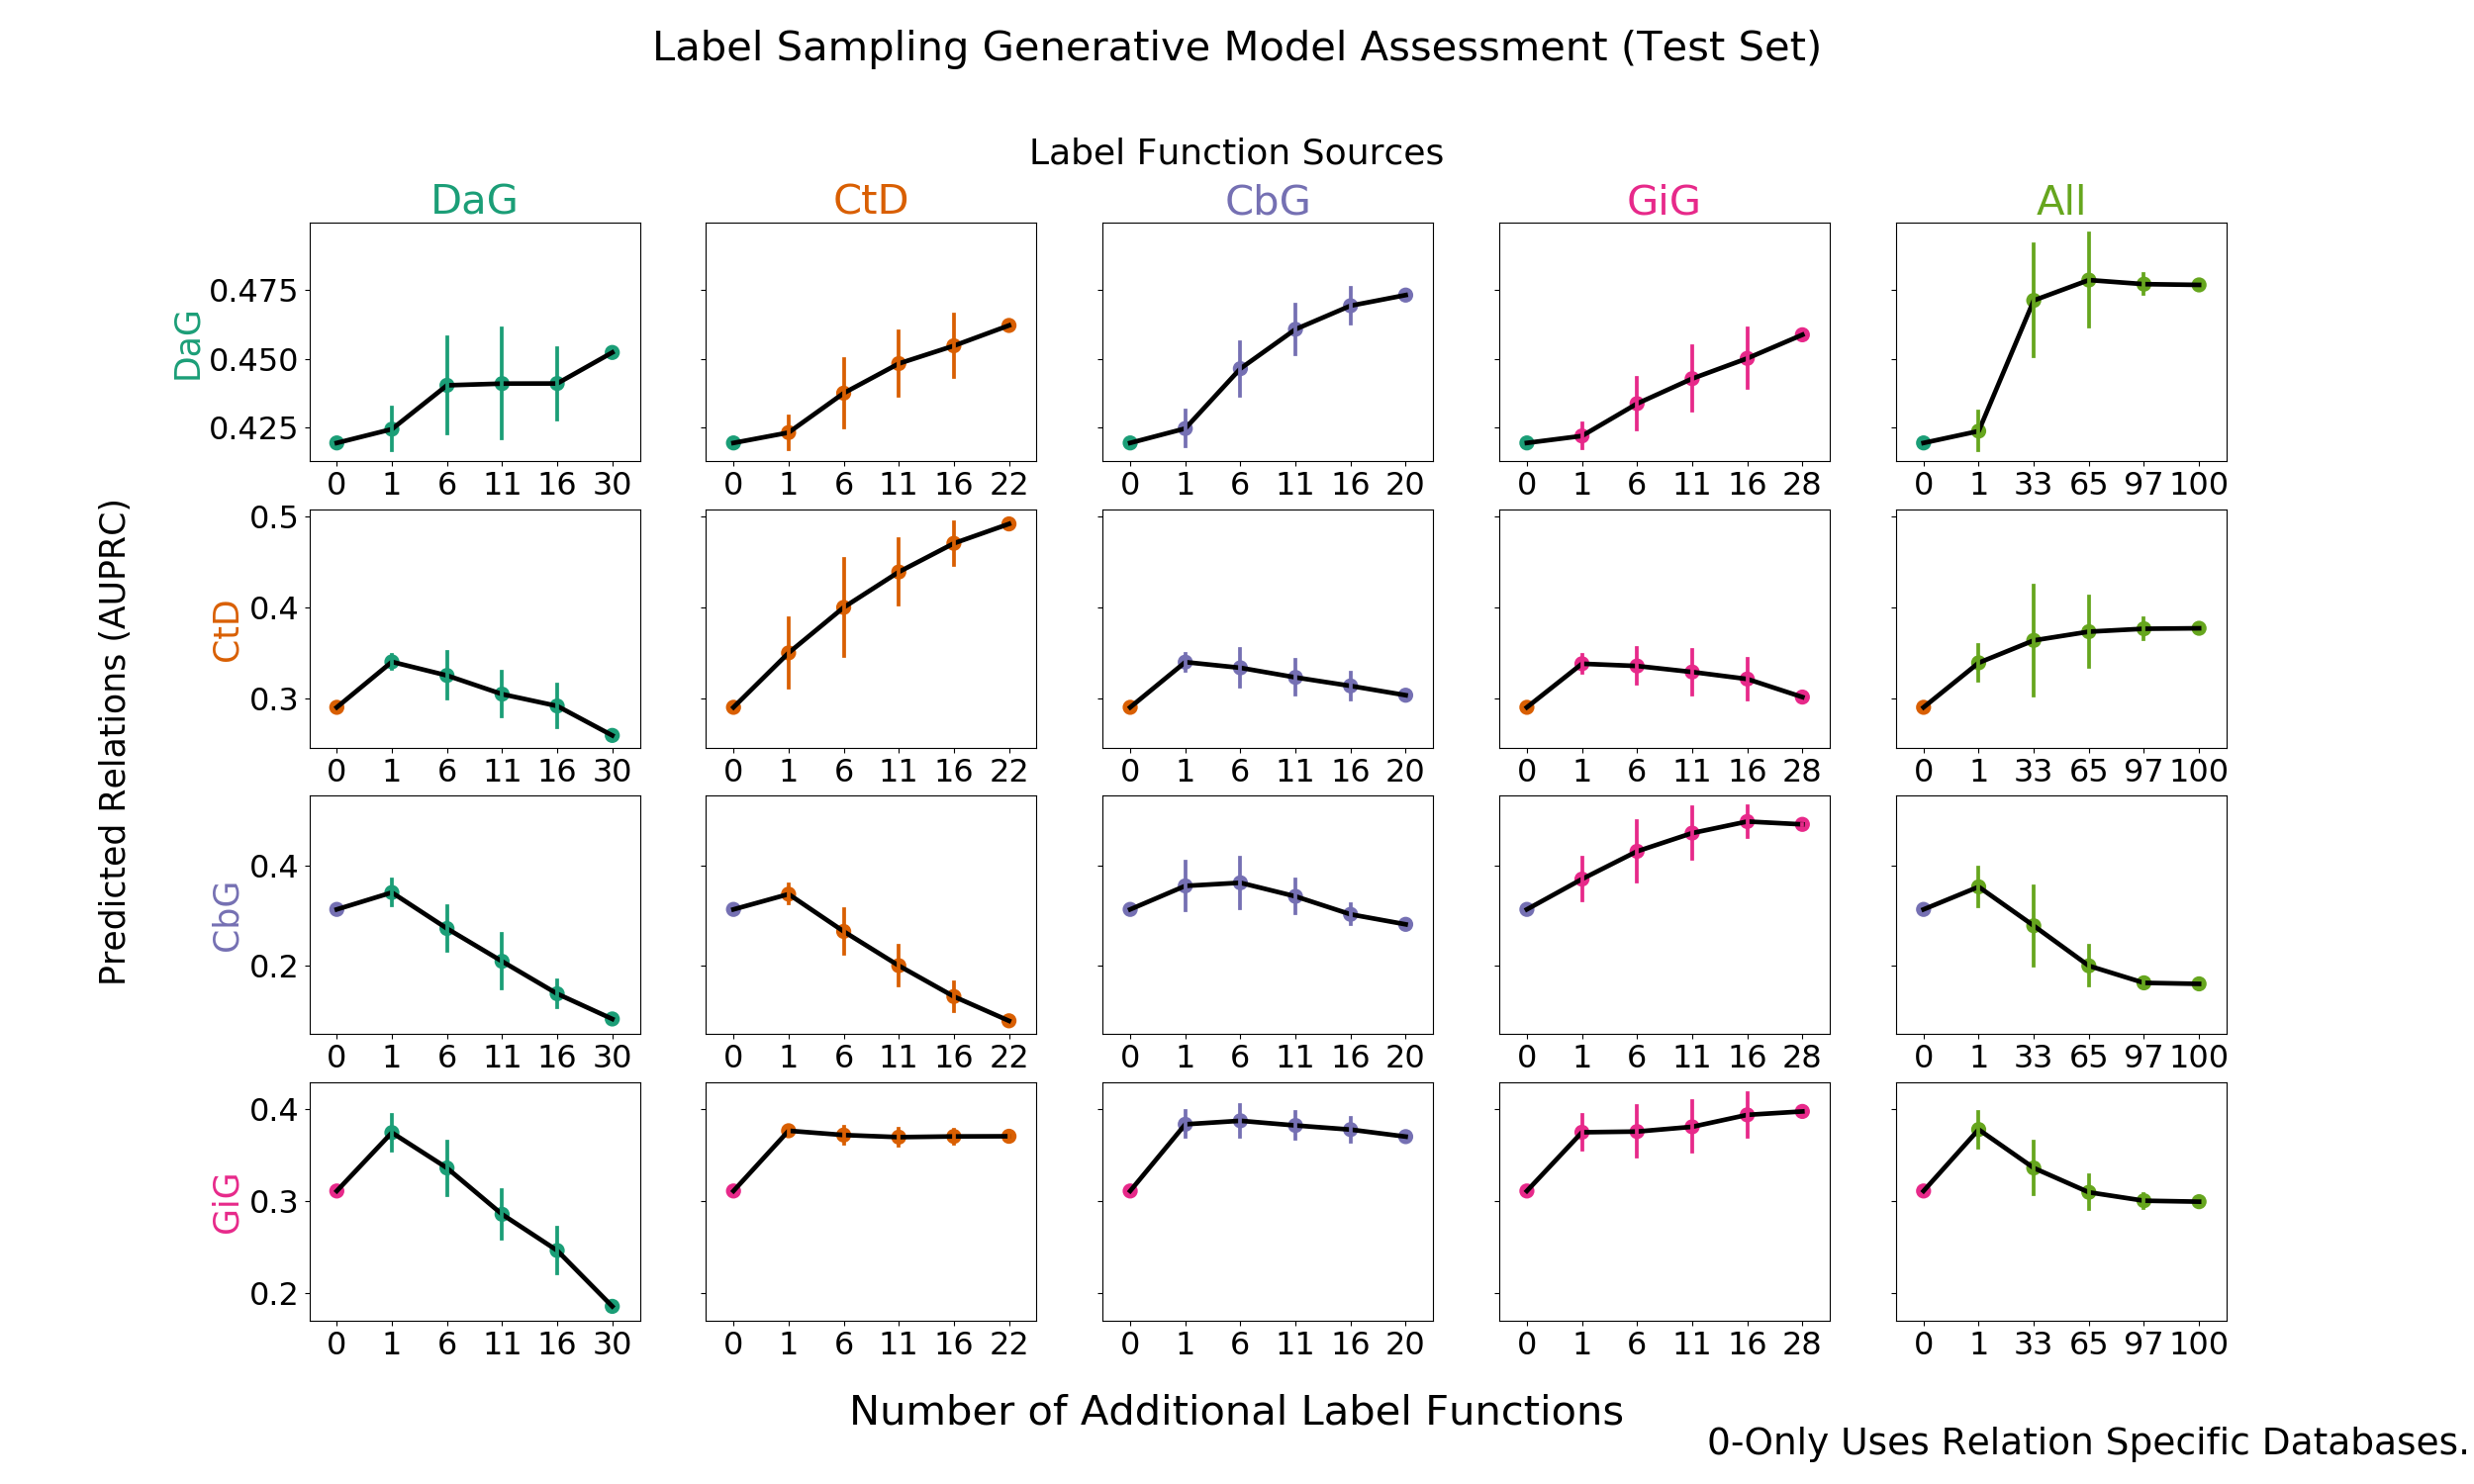 Label Sampling Generative Model Assessment (Test Set)
Label Function Sources
DaG CtD CbG GiG All
Predicted Relations (AUPRC)
DaG
0.475
0.450
0.425
0 1 6 11 16 30 0 1 6 11 16 22 0 1 6 11 16 20 0 1 6 11 16 28 0 1 33 65 97 100
CtD
0.5
0.4
0.3
0 1 6 11 16 30 0 1 6 11 16 22 0 1 6 11 16 20 0 1 6 11 16 28 0 1 33 65 97 100
CbG
0.4
0.2
0 1 6 11 16 30 0 1 6 11 16 22 0 1 6 11 16 20 0 1 6 11 16 28 0 1 33 65 97 100
GiG
0.4
0.3
0.2
0 1 6 11 16 30 0 1 6 11 16 22 0 1 6 11 16 20 0 1 6 11 16 28 0 1 33 65 97 100
Number of Additional Label Functions
0-Only Uses Relation Specific Databases.